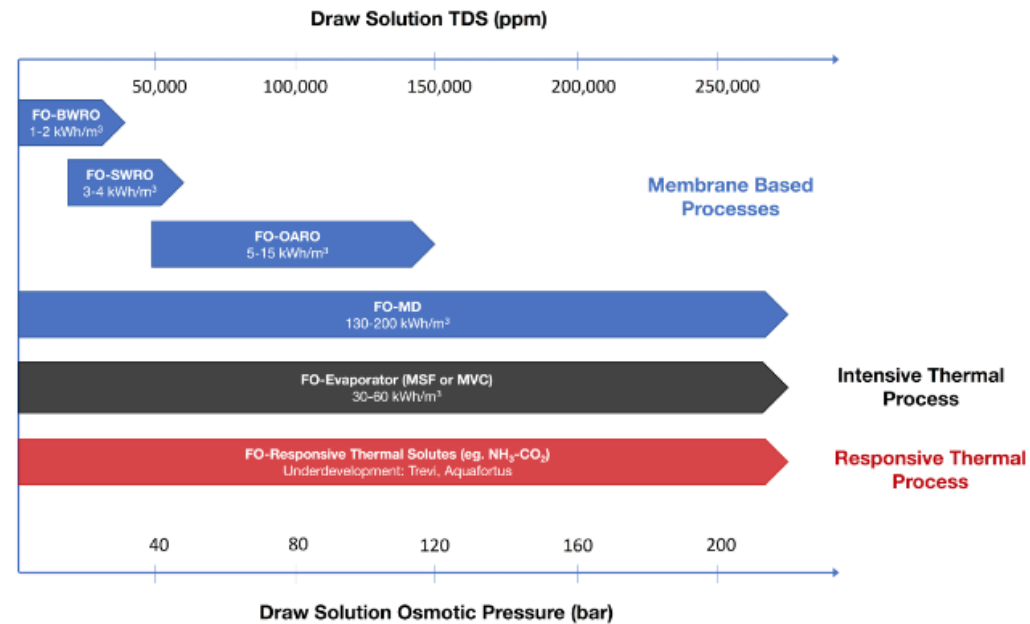 Draw Solution TDS (ppm)
50,000 100,000 150,000 200,000 250,000
FO-BWRO
1-2 kWh/m³
FO-SWRO
3-4 kWh/m³
Membrane Based
Processes
FO-OARO
5-15 kWh/m³
FO-MD
130-200 kWh/m³
FO-Evaporator (MSF or MVC)
30-60 kWh/m³
Intensive Thermal
Process
FO-Responsive Thermal Solutes (eg. NH₃-CO₂)
Underdevelopment: Trevi, Aquafortus
Responsive Thermal
Process
40 80 120 160 200
Draw Solution Osmotic Pressure (bar)